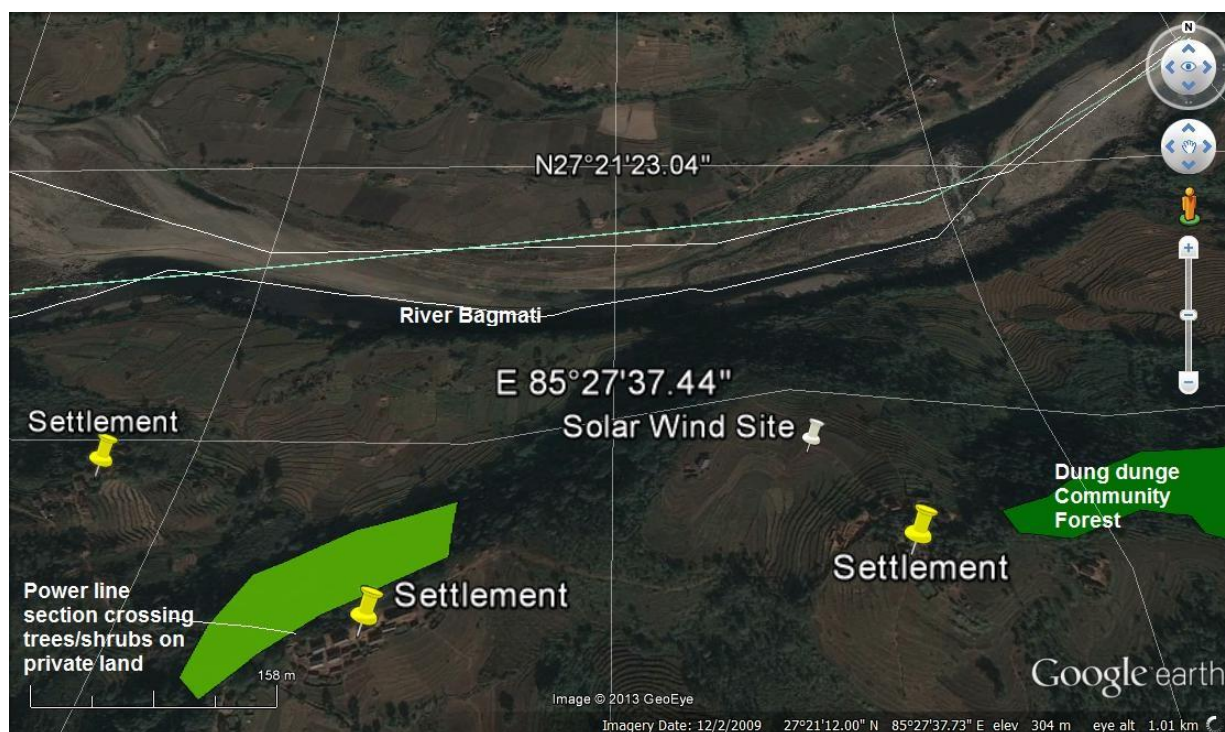 N
N27°21'23.04"
River Bagmati
E 85°27'37.44"
Settlement
Solar Wind Site
Dung dunge
Community
Forest
Settlement
Power line
section crossing
trees/shrubs on
private land
Settlement
158 m
Google earth
Image © 2013 GeoEye
Imagery Date: 12/2/2009 27°21'12.00" N 85°27'37.73" E elev 304 m eye alt 1.01 km